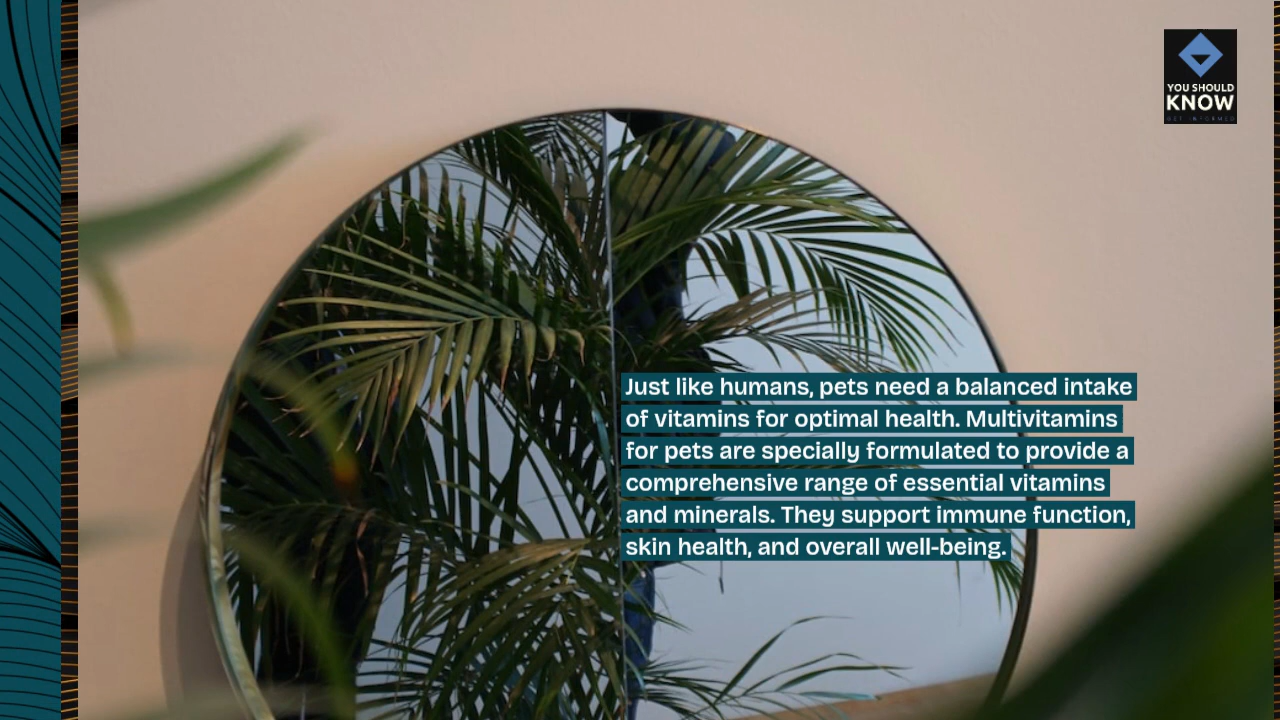 YOU SHOULD
KNOW
GET INFORMED
Just like humans, pets need a balanced intake
of vitamins for optimal health. Multivitamins
for pets are specially formulated to provide a
comprehensive range of essential vitamins
and minerals. They support immune function,
skin health, and overall well-being.